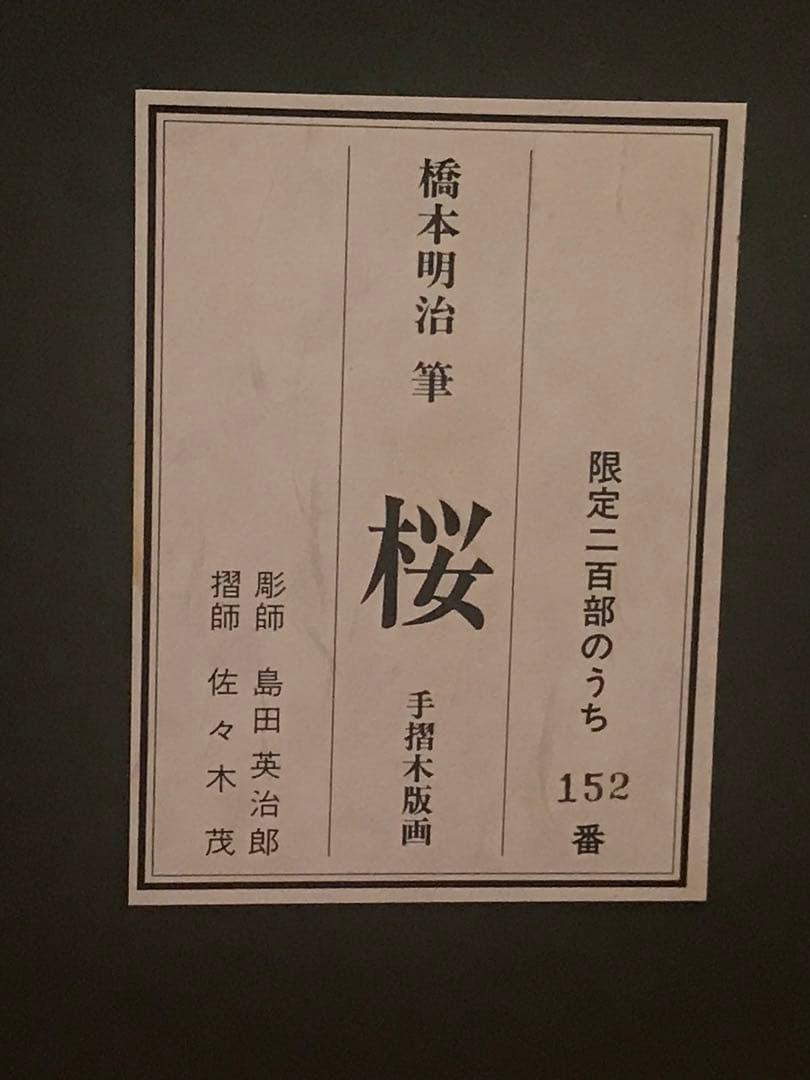 限定二百部のうち 152 番
橋本明治 筆 桜 手摺木版画
彫師 島田英治郎
摺師 佐々木 茂